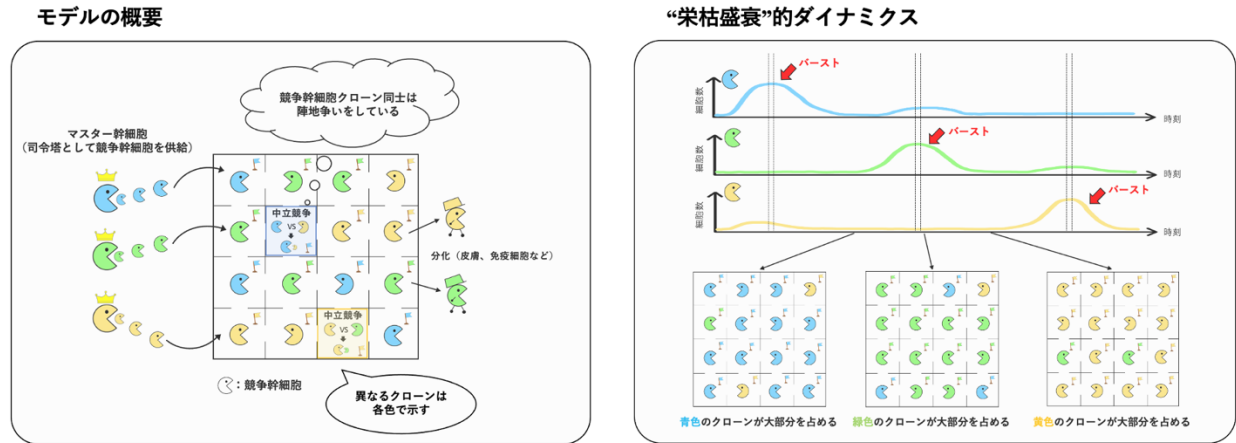 モデルの概要
競争幹細胞クローン同士は
陣地争いをしている
マスター幹細胞
（司令塔として競争幹細胞を供給）
中立競争
VS
分化（皮膚、免疫細胞など）
中立競争
VS
：競争幹細胞
異なるクローンは
各色で示す
“栄枯盛衰”的ダイナミクス
バースト
細胞数
時刻
バースト
細胞数
時刻
バースト
細胞数
時刻
青色のクローンが大部分を占める
緑色のクローンが大部分を占める
黄色のクローンが大部分を占める